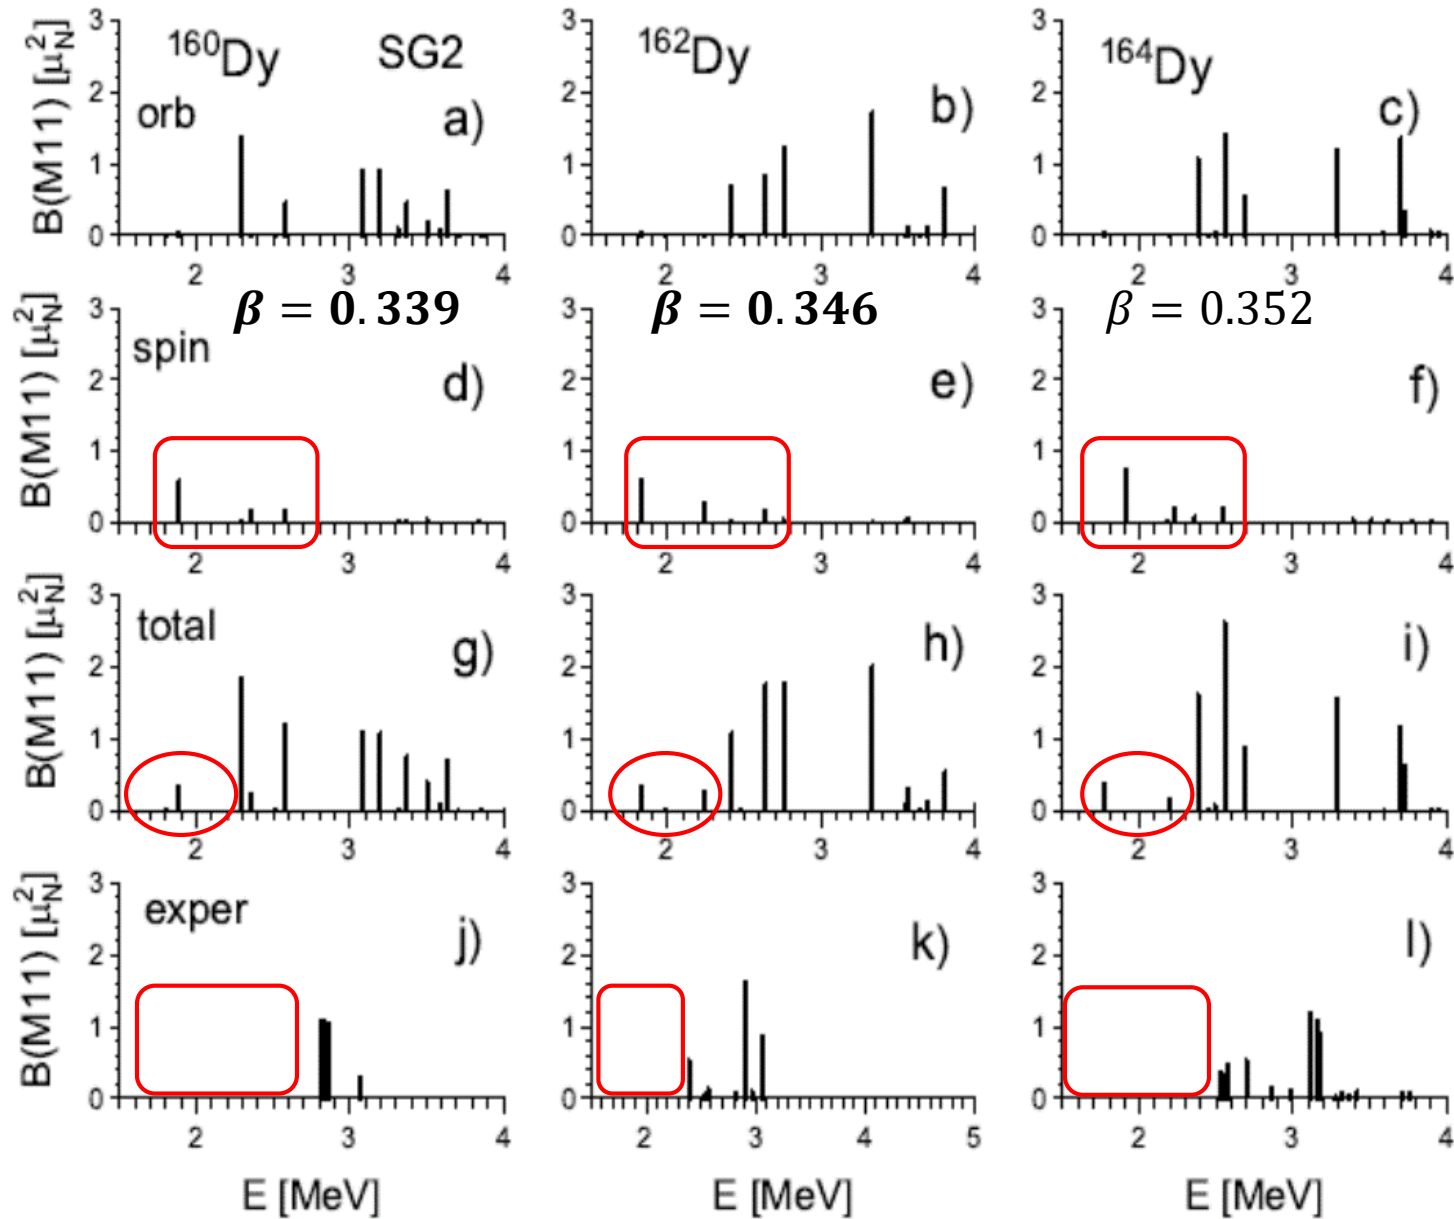 3 3 3
¹⁶⁰Dy SG2 ¹⁶²Dy ¹⁶⁴Dy
B(M11) [μ²_N]
2 2 2
orb a) b) c)
1 1 1
0 0 0
2 3 4 2 3 4 2 3 4
β = 0.339 β = 0.346 β = 0.352
3 3 3
B(M11) [μ²_N]
spin d) e) f)
2 2 2
1 1 1
0 0 0
2 3 4 2 3 4 2 3 4
3 3 3
B(M11) [μ²_N]
total g) h) i)
2 2 2
1 1 1
0 0 0
2 3 4 2 3 4 2 3 4
3 3 3
B(M11) [μ²_N]
exper j) k) l)
2 2 2
1 1 1
0 0 0
2 3 4 2 3 4 5 2 3 4
E [MeV] E [MeV] E [MeV]